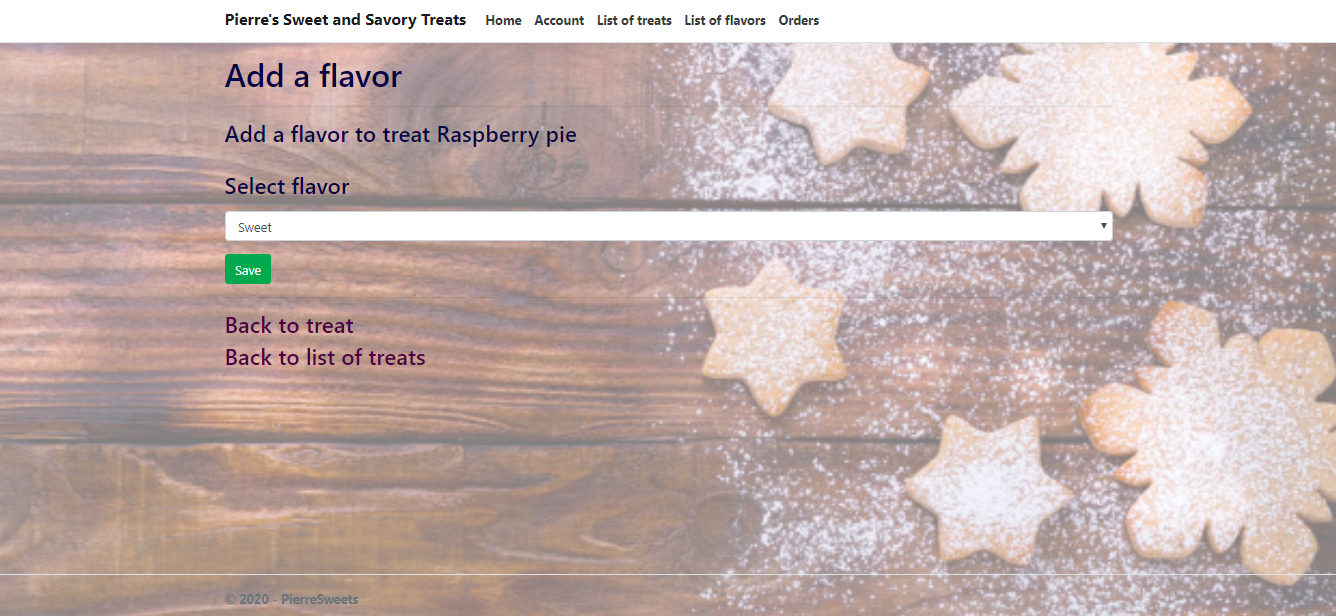 Pierre's Sweet and Savory Treats Home Account List of treats List of flavors Orders
Add a flavor
Add a flavor to treat Raspberry pie
Select flavor
Sweet
Save
Back to treat
Back to list of treats
© 2020 - PierreSweets